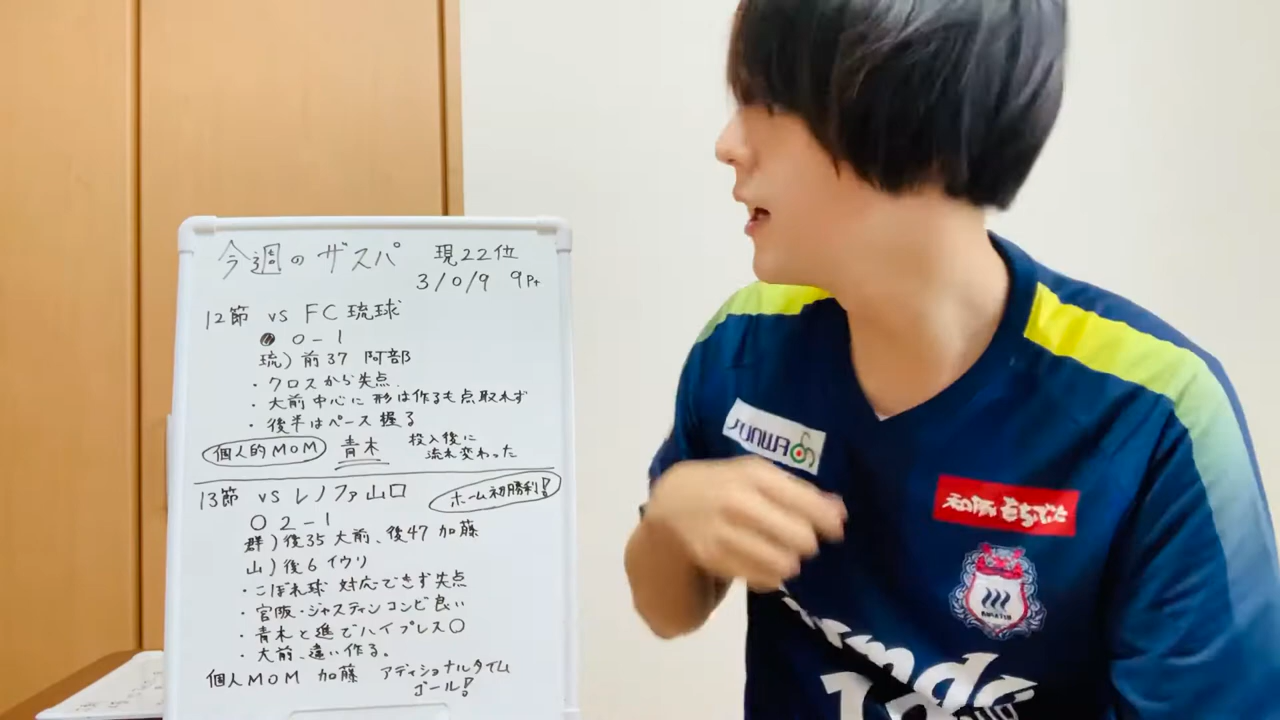 今週のザスパ 現22位
3/0/9 9Pt
12節 vs FC琉球
● 0-1
琉)前37 阿部
・クロスから失点.
・大前中心に形は作るも点取れず
・後半はペース握る
個人的MOM 青木 投入後に
流れ変わった
13節 vs レノファ山口 ホーム初勝利!
○ 2-1
群)後35大前、後47 加藤
山)後6 イウリ
・こぼれ球 対応できず失点
・宮阪・ジャスティンコンビ良い
・青木と進でハイプレス○
・大前、違い作る。
個人MOM 加藤 アディショナルタイム
ゴール!
SUNWA